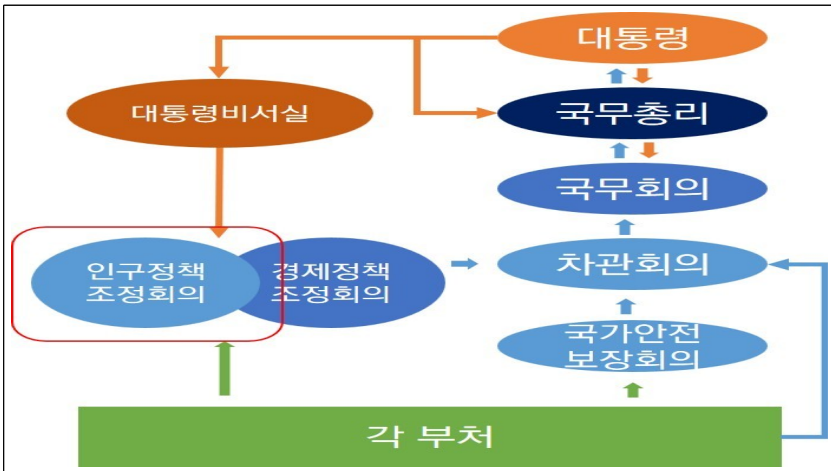 대통령
대통령비서실
국무총리
국무회의
인구정책
조정회의
경제정책
조정회의
차관회의
국가안전
보장회의
각 부처